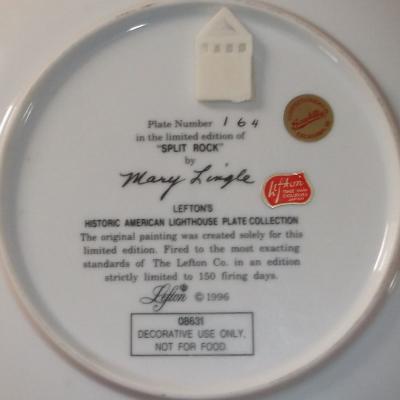 Plate Number 164
in the limited edition of
"SPLIT ROCK"
by
Mary Lingle
Lefton
TRADE MARK
LEFTON'S
HISTORIC AMERICAN LIGHTHOUSE PLATE COLLECTION
The original painting was created solely for this
limited edition. Fired to the most exacting
standards of The Lefton Co. in an edition
strictly limited to 150 firing days.
Lefton © 1996
08631
DECORATIVE USE ONLY,
NOT FOR FOOD.